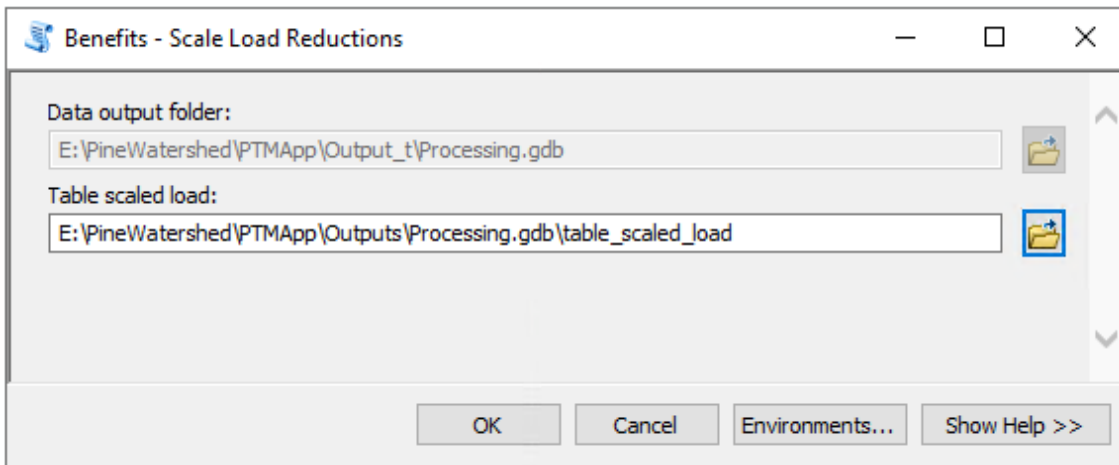 Benefits - Scale Load Reductions
Data output folder:
E:\PineWatershed\PTMApp\Output_t\Processing.gdb
Table scaled load:
E:\PineWatershed\PTMApp\Outputs\Processing.gdb\table_scaled_load
OK Cancel Environments... Show Help >>